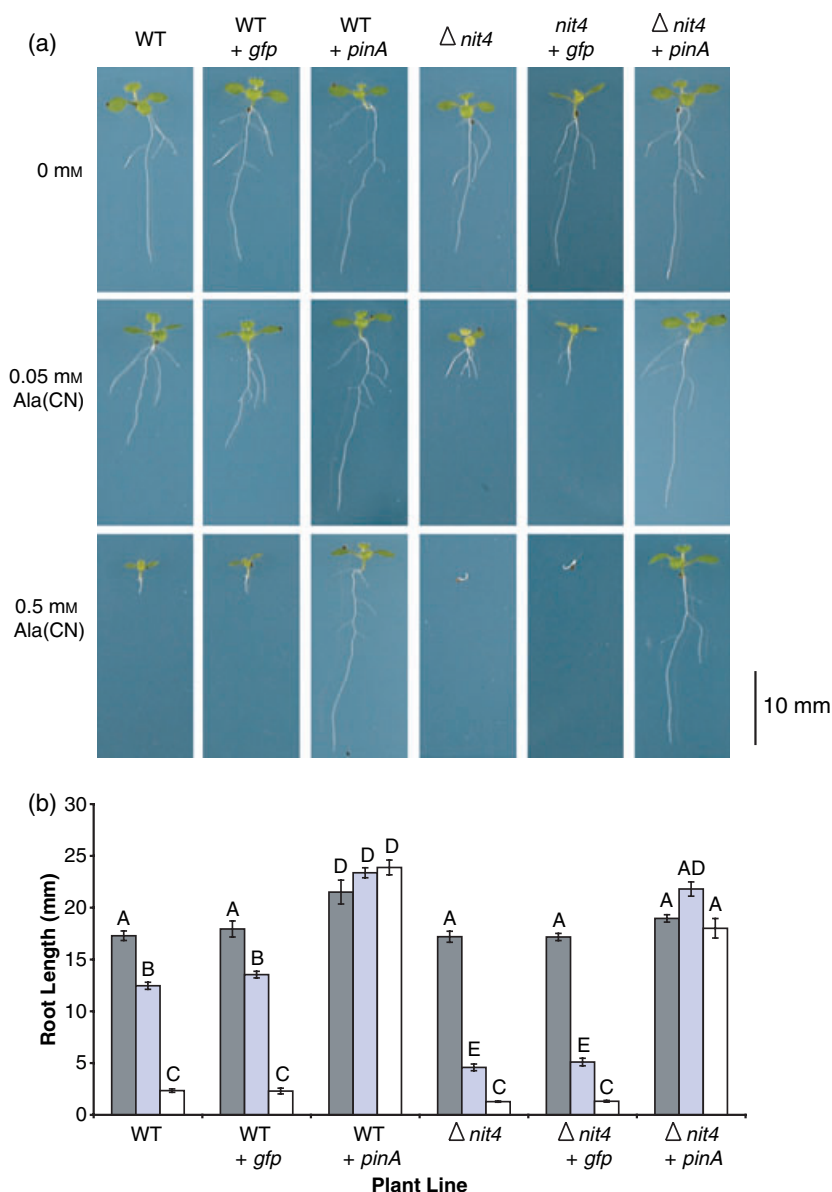 (a)
WT
WT
+ gfp
WT
+ pinA
Δ nit4
nit4
+ gfp
Δ nit4
+ pinA
0 mM
0.05 mM
Ala(CN)
0.5 mM
Ala(CN)
10 mm
(b)
30
25
20
15
10
5
0
Root Length (mm)
A
B
C
A
B
C
D
D
D
A
E
C
A
E
C
A
AD
A
WT
WT
+ gfp
WT
+ pinA
Δ nit4
Δ nit4
+ gfp
Δ nit4
+ pinA
Plant Line